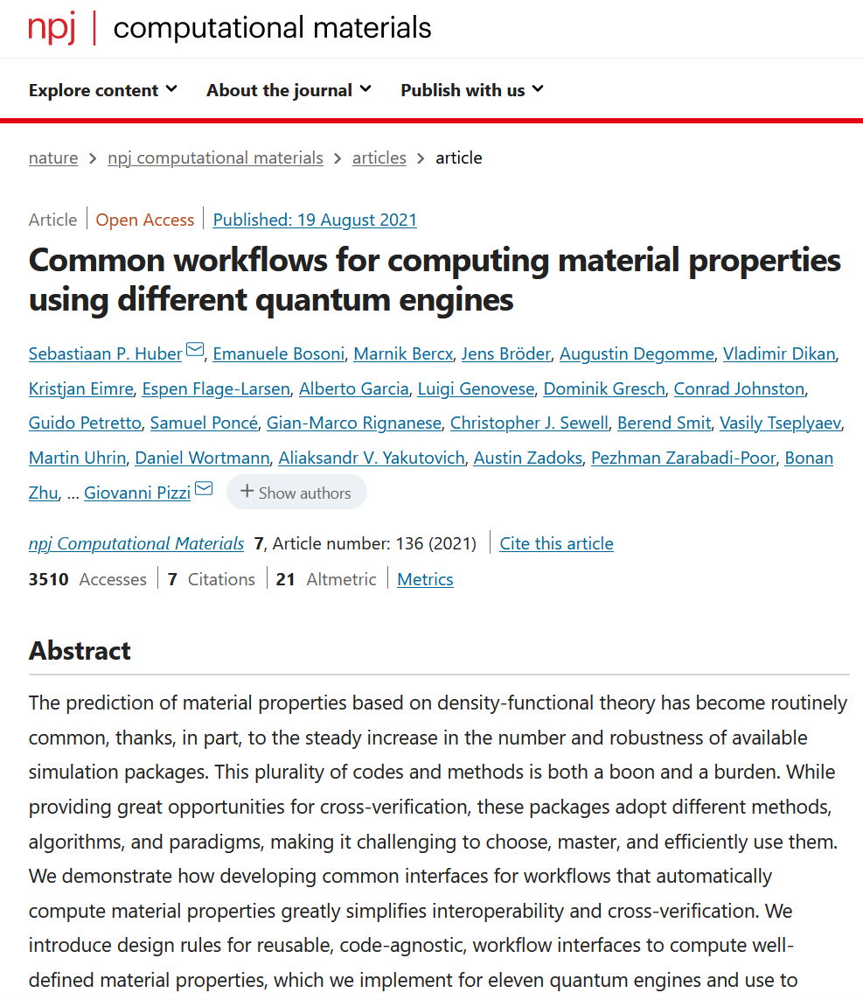 npj | computational materials
Explore content About the journal Publish with us
nature > npj computational materials > articles > article
Article | Open Access | Published: 19 August 2021
Common workflows for computing material properties
using different quantum engines
Sebastiaan P. Huber, Emanuele Bosoni, Marnik Bercx, Jens Bröder, Augustin Degomme, Vladimir Dikan,
Kristjan Eimre, Espen Flage-Larsen, Alberto Garcia, Luigi Genovese, Dominik Gresch, Conrad Johnston,
Guido Petretto, Samuel Poncé, Gian-Marco Rignanese, Christopher J. Sewell, Berend Smit, Vasily Tseplyaev,
Martin Uhrin, Daniel Wortmann, Aliaksandr V. Yakutovich, Austin Zadoks, Pezhman Zarabadi-Poor, Bonan
Zhu, ... Giovanni Pizzi + Show authors
npj Computational Materials 7, Article number: 136 (2021) | Cite this article
3510 Accesses | 7 Citations | 21 Altmetric | Metrics
Abstract
The prediction of material properties based on density-functional theory has become routinely
common, thanks, in part, to the steady increase in the number and robustness of available
simulation packages. This plurality of codes and methods is both a boon and a burden. While
providing great opportunities for cross-verification, these packages adopt different methods,
algorithms, and paradigms, making it challenging to choose, master, and efficiently use them.
We demonstrate how developing common interfaces for workflows that automatically
compute material properties greatly simplifies interoperability and cross-verification. We
introduce design rules for reusable, code-agnostic, workflow interfaces to compute well-
defined material properties, which we implement for eleven quantum engines and use to